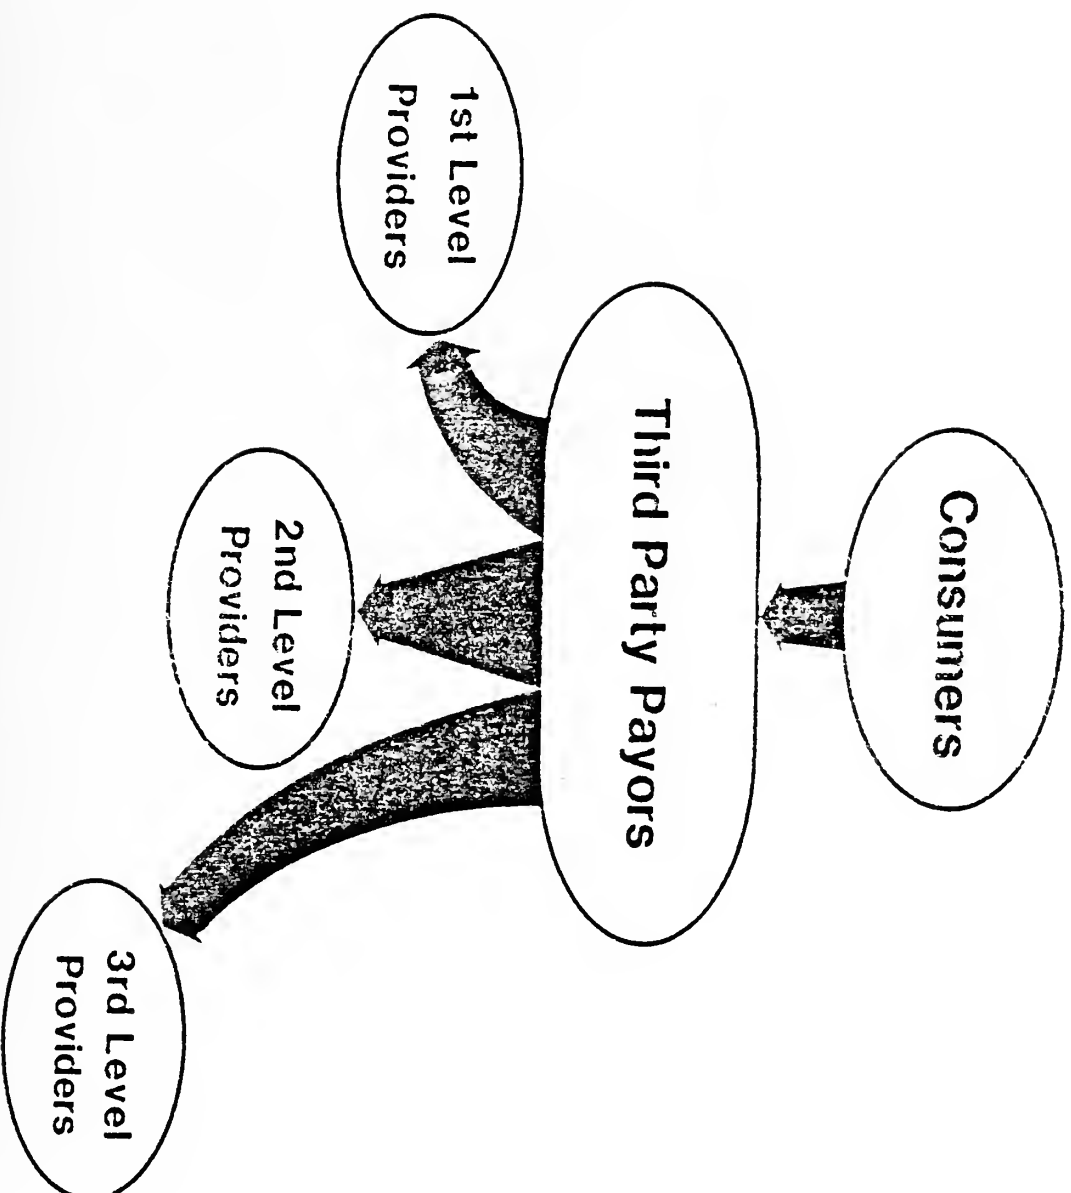 Consumers
Third Party Payors
1st Level
Providers
2nd Level
Providers
3rd Level
Providers